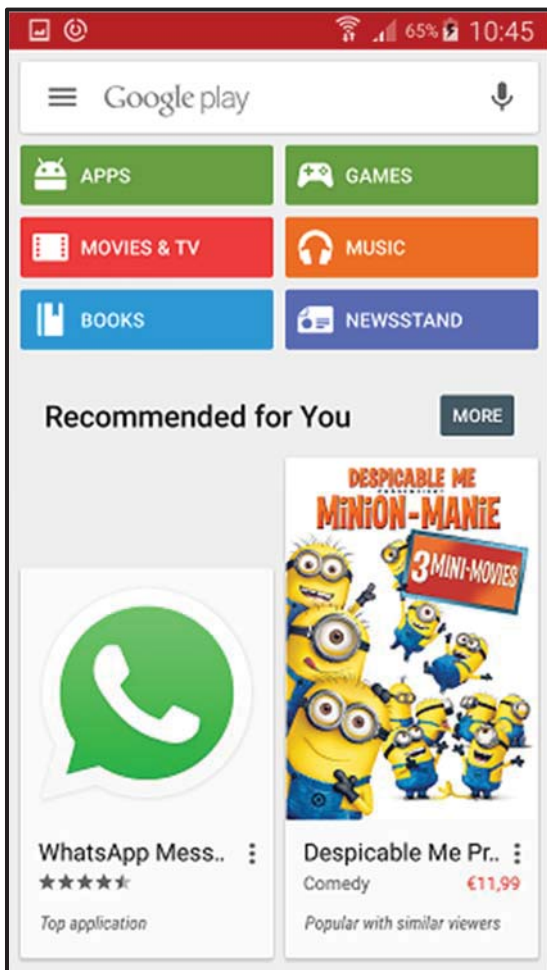 65% 10:45
Google play
APPS
GAMES
MOVIES & TV
MUSIC
BOOKS
NEWSSTAND
Recommended for You
MORE
DESPICABLE ME
MINION-MANIE
3 MINI-MOVIES
WhatsApp Mess..
Top application
Despicable Me Pr..
Comedy €11,99
Popular with similar viewers